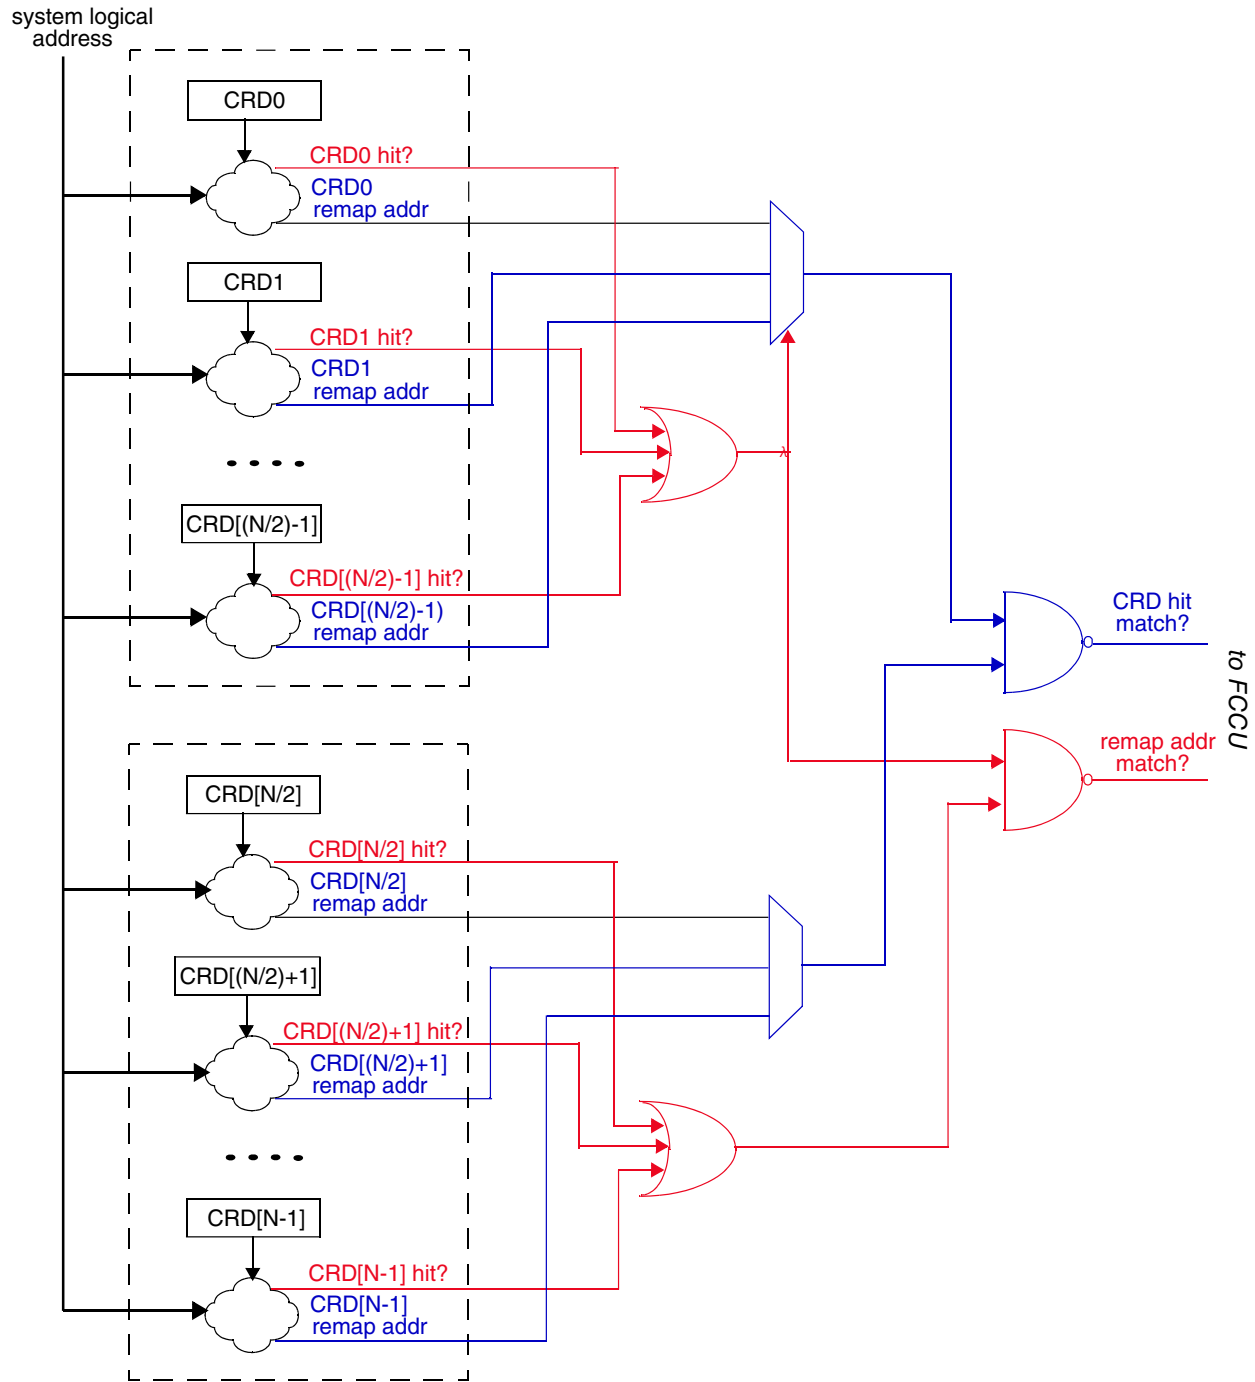 system logical
address
CRD0
CRD0 hit?
CRD0
remap addr
CRD1
CRD1 hit?
CRD1
remap addr
CRD[(N/2)-1]
CRD[(N/2)-1] hit?
CRD[(N/2)-1)
remap addr
CRD hit
match?
to FCCU
remap addr
match?
CRD[N/2]
CRD[N/2] hit?
CRD[N/2]
remap addr
CRD[(N/2)+1]
CRD[(N/2)+1] hit?
CRD[(N/2)+1]
remap addr
CRD[N-1]
CRD[N-1] hit?
CRD[N-1]
remap addr